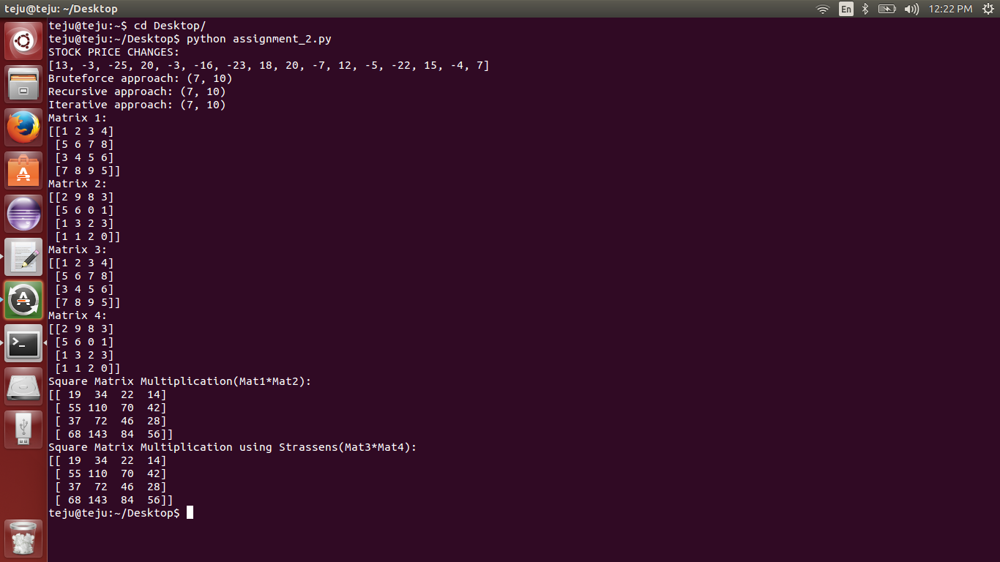 teju@teju: ~/Desktop
En
12:22 PM
teju@teju:~$ cd Desktop/
teju@teju:~/Desktop$ python assignment_2.py
STOCK PRICE CHANGES:
[13, -3, -25, 20, -3, -16, -23, 18, 20, -7, 12, -5, -22, 15, -4, 7]
Bruteforce approach: (7, 10)
Recursive approach: (7, 10)
Iterative approach: (7, 10)
Matrix 1:
[[1 2 3 4]
 [5 6 7 8]
 [3 4 5 6]
 [7 8 9 5]]
Matrix 2:
[[2 9 8 3]
 [5 6 0 1]
 [1 3 2 3]
 [1 1 2 0]]
Matrix 3:
[[1 2 3 4]
 [5 6 7 8]
 [3 4 5 6]
 [7 8 9 5]]
Matrix 4:
[[2 9 8 3]
 [5 6 0 1]
 [1 3 2 3]
 [1 1 2 0]]
Square Matrix Multiplication(Mat1*Mat2):
[[ 19  34  22  14]
 [ 55 110  70  42]
 [ 37  72  46  28]
 [ 68 143  84  56]]
Square Matrix Multiplication using Strassens(Mat3*Mat4):
[[ 19  34  22  14]
 [ 55 110  70  42]
 [ 37  72  46  28]
 [ 68 143  84  56]]
teju@teju:~/Desktop$